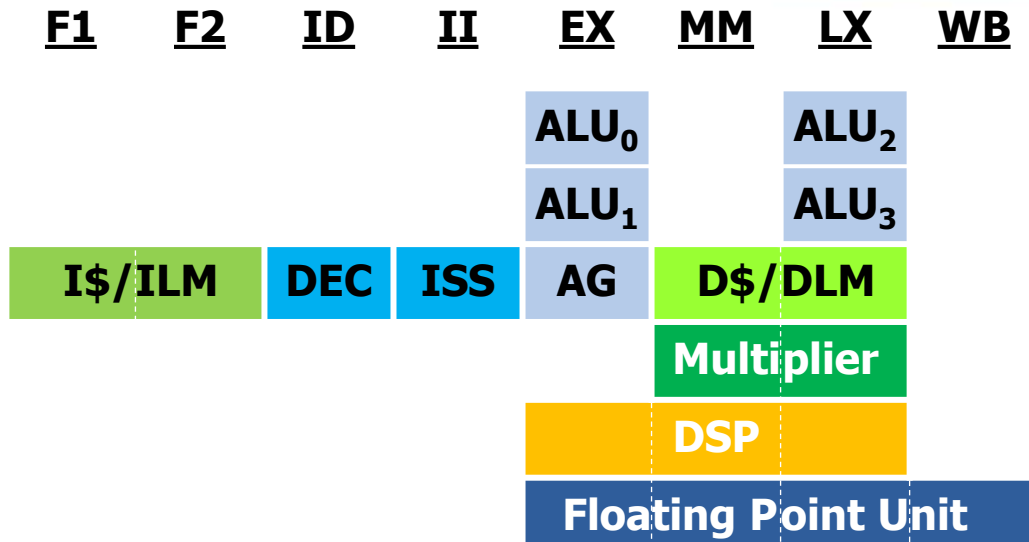 F1 F2 ID II EX MM LX WB
ALU₀ ALU₂
ALU₁ ALU₃
I$/ILM DEC ISS AG D$/DLM
Multiplier
DSP
Floating Point Unit